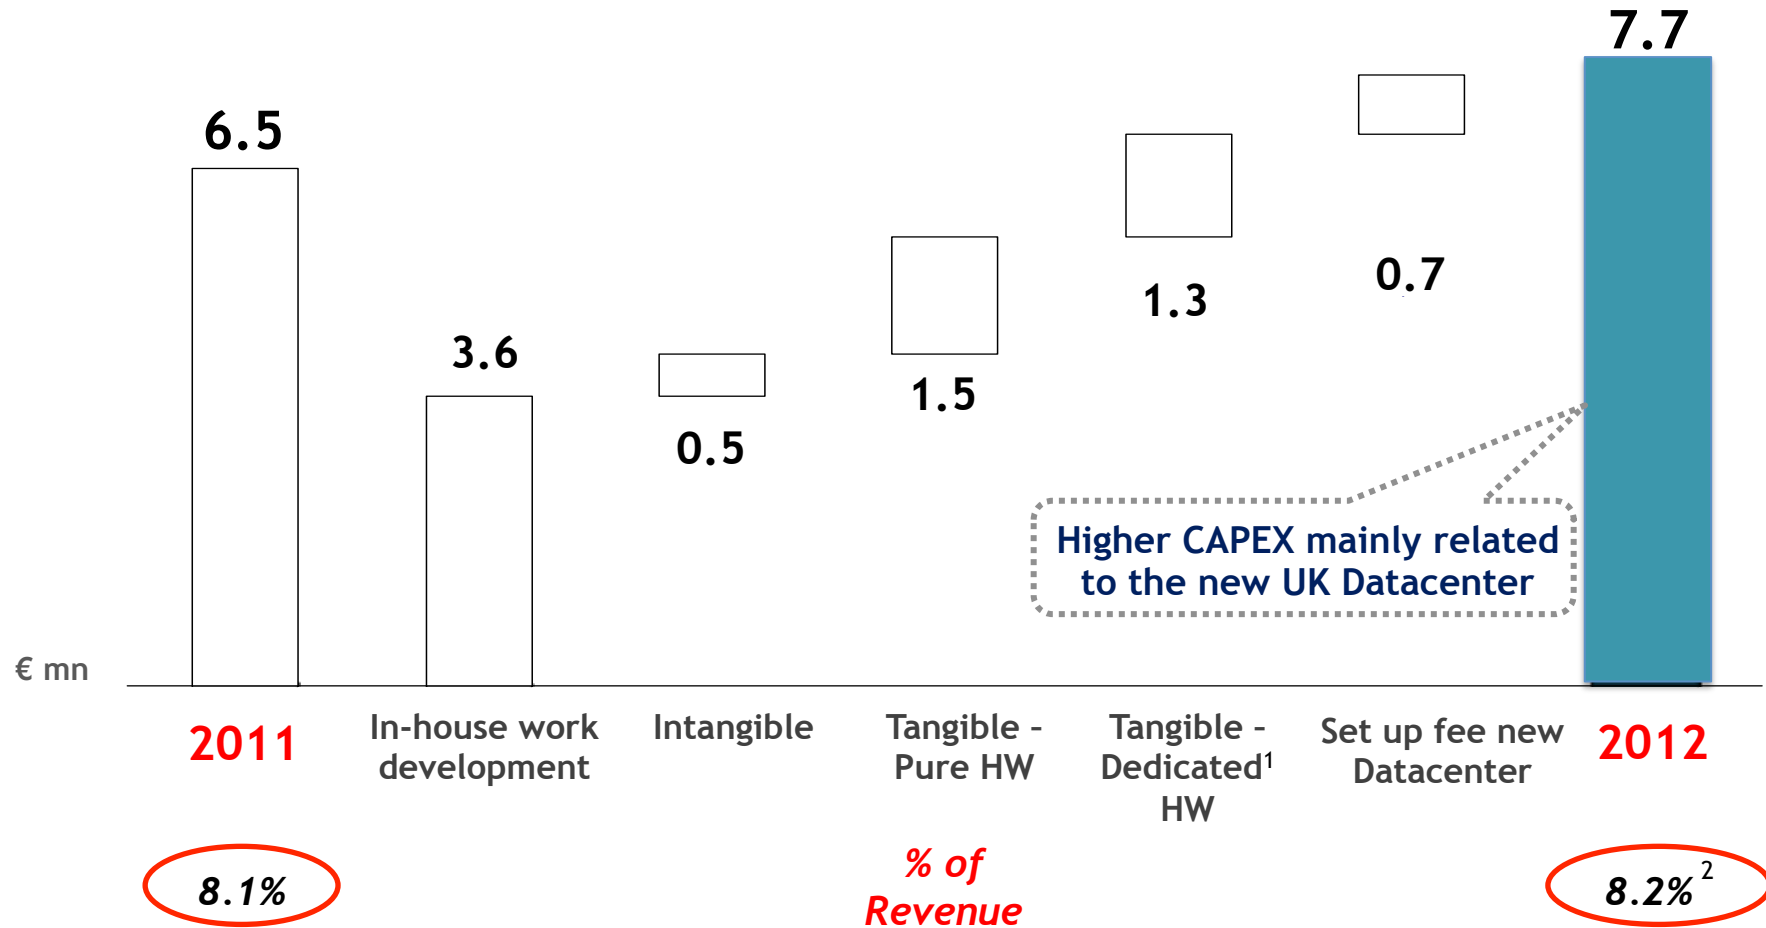 7.7
6.5
3.6
0.5
1.5
1.3
0.7
Higher CAPEX mainly related
to the new UK Datacenter
€ mn
2011
In-house work
development
Intangible
Tangible –
Pure HW
Tangible –
Dedicated¹
HW
Set up fee new
Datacenter
2012
8.1%
% of
Revenue
8.2%²